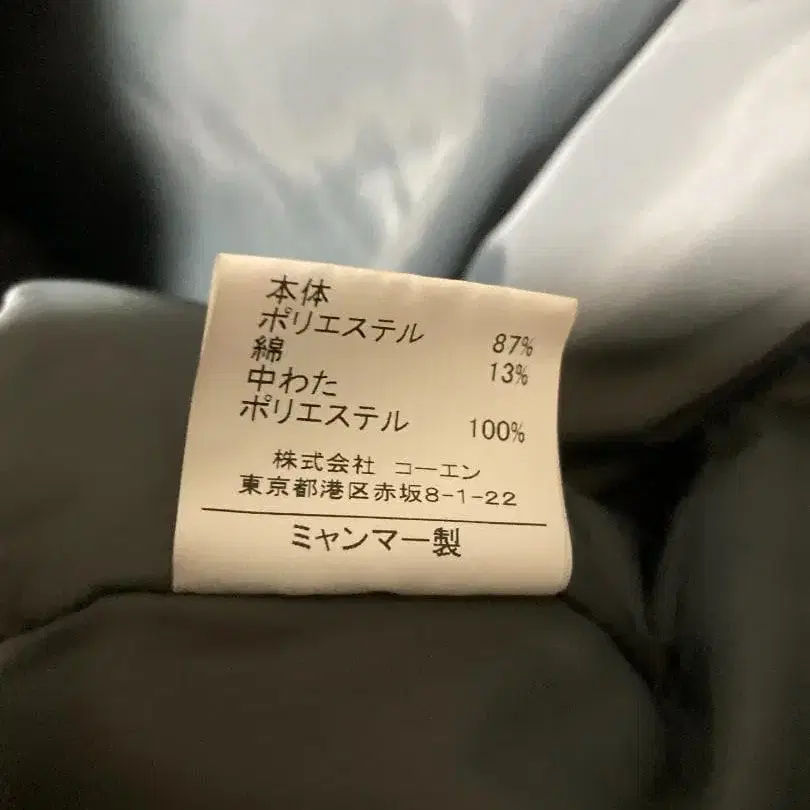 本体
ポリエステル 87%
綿 13%
中わた
ポリエステル 100%
株式会社 コーエン
東京都港区赤坂8-1-22
ミャンマー製